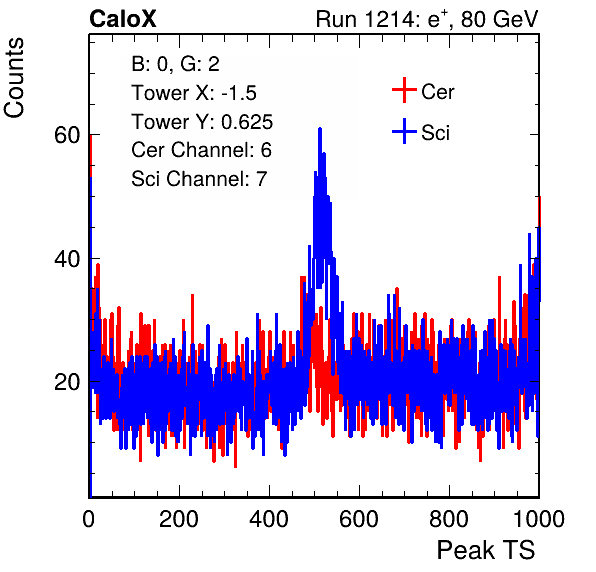 CaloX Run 1214: e⁺, 80 GeV
Counts
B: 0, G: 2
Tower X: -1.5
Tower Y: 0.625
Cer Channel: 6
Sci Channel: 7
Cer
Sci
60
40
20
0 200 400 600 800 1000
Peak TS